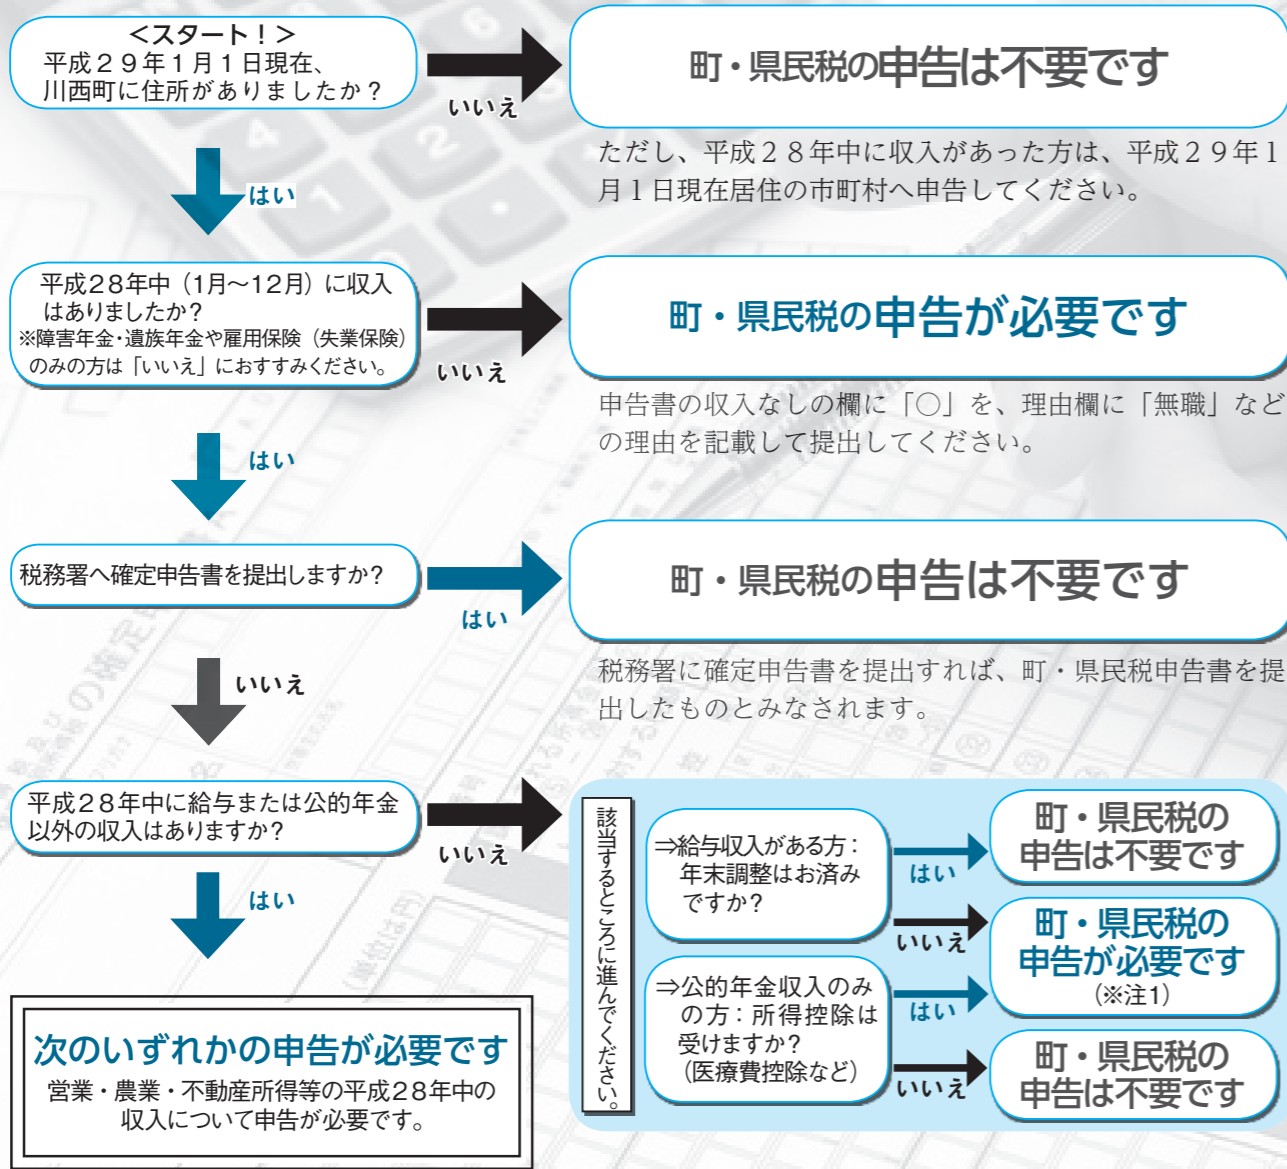 ＜スタート！＞
平成２９年１月１日現在、
川西町に住所がありましたか？
いいえ
町・県民税の申告は不要です
ただし、平成２８年中に収入があった方は、平成２９年１
月１日現在居住の市町村へ申告してください。
はい
平成２８年中（１月～１２月）に収入
はありましたか？
※障害年金・遺族年金や雇用保険（失業保険）
のみの方は「いいえ」におすすみください。
いいえ
町・県民税の申告が必要です
申告書の収入なしの欄に「○」を、理由欄に「無職」など
の理由を記載して提出してください。
はい
税務署へ確定申告書を提出しますか？
はい
町・県民税の申告は不要です
税務署に確定申告書を提出すれば、町・県民税申告書を提
出したものとみなされます。
いいえ
平成２８年中に給与または公的年金
以外の収入はありますか？
いいえ
該当するところに進んでください。
⇒給与収入がある方：
年末調整はお済み
ですか？
はい
町・県民税の
申告は不要です
いいえ
町・県民税の
申告が必要です
（※注1）
⇒公的年金収入のみ
の方：所得控除は
受けますか？
（医療費控除など）
はい
いいえ
町・県民税の
申告は不要です
はい
次のいずれかの申告が必要です
営業・農業・不動産所得等の平成２８年中の
収入について申告が必要です。
（単位は円）
の確定申